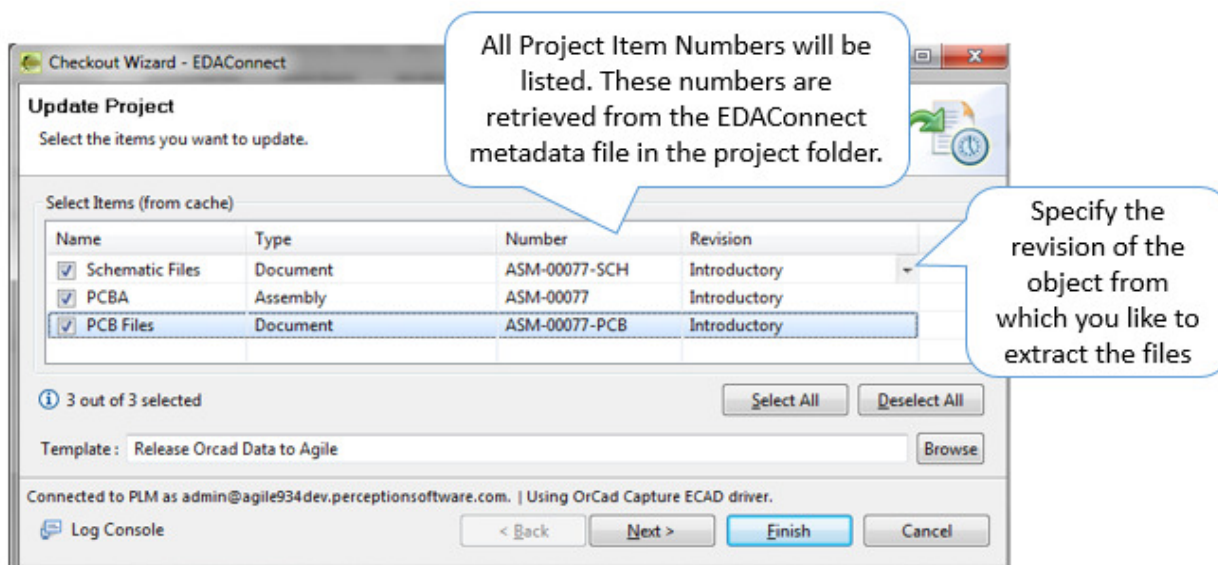 Checkout Wizard - EDAConnect
All Project Item Numbers will be
listed. These numbers are
retrieved from the EDAConnect
metadata file in the project folder.
Update Project
Select the items you want to update.
Specify the
revision of the
object from
which you like to
extract the files
Select Items (from cache)
Name Type Number Revision
Schematic Files Document ASM-00077-SCH Introductory
PCBA Assembly ASM-00077 Introductory
PCB Files Document ASM-00077-PCB Introductory
3 out of 3 selected Select All Deselect All
Template : Release Orcad Data to Agile Browse
Connected to PLM as admin@agile934dev.perceptionsoftware.com. | Using OrCad Capture ECAD driver.
Log Console < Back Next > Finish Cancel